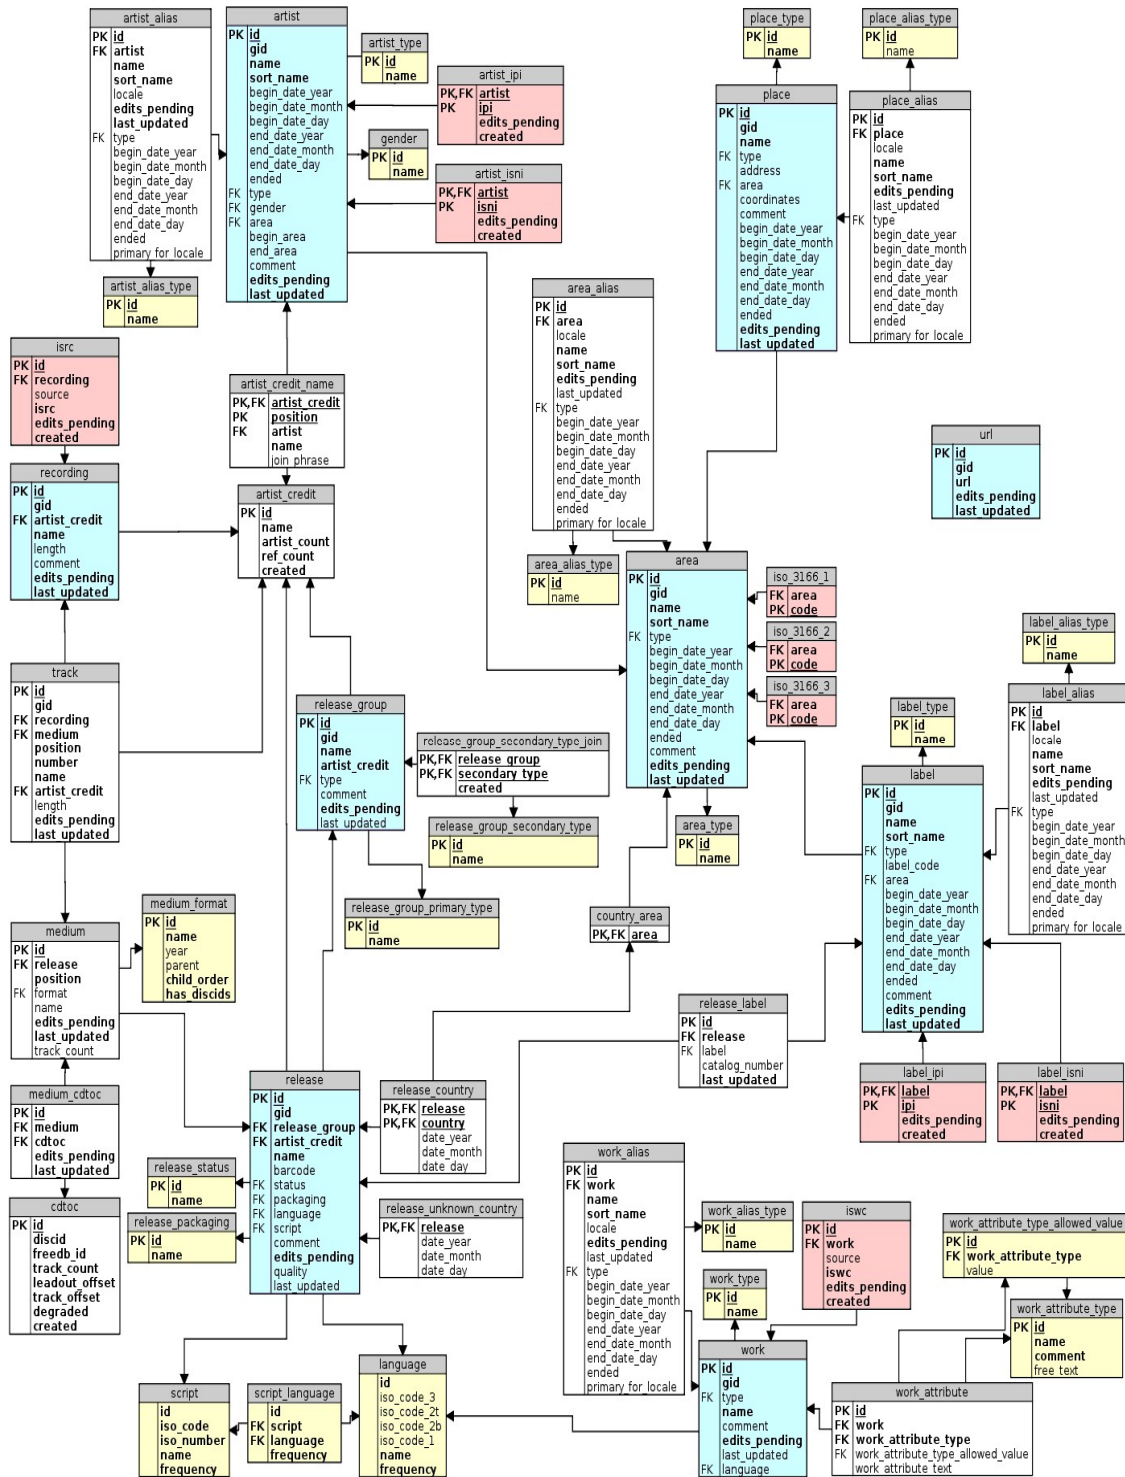 artist_alias
PK id
FK artist
name
sort_name
locale
edits_pending
last_updated
FK type
begin_date_year
begin_date_month
begin_date_day
end_date_year
end_date_month
end_date_day
ended
primary_for_locale
artist
PK id
gid
name
sort_name
begin_date_year
begin_date_month
begin_date_day
end_date_year
end_date_month
end_date_day
ended
FK type
FK gender
FK area
begin_area
end_area
comment
edits_pending
last_updated
artist_type
PK id
name
artist_ipi
PK,FK artist
PK ipi
edits_pending
created
gender
PK id
name
artist_isni
PK,FK artist
PK isni
edits_pending
created
place_type
PK id
name
place_alias_type
PK id
name
place
PK id
gid
name
FK type
address
FK area
coordinates
comment
begin_date_year
begin_date_month
begin_date_day
end_date_year
end_date_month
end_date_day
ended
edits_pending
last_updated
place_alias
PK id
FK place
locale
name
sort_name
edits_pending
last_updated
FK type
begin_date_year
begin_date_month
begin_date_day
end_date_year
end_date_month
end_date_day
ended
primary_for_locale
artist_alias_type
PK id
name
area_alias
PK id
FK area
locale
name
sort_name
edits_pending
last_updated
FK type
begin_date_year
begin_date_month
begin_date_day
end_date_year
end_date_month
end_date_day
ended
primary_for_locale
isrc
PK id
FK recording
source
isrc
edits_pending
created
artist_credit_name
PK,FK artist_credit
PK position
FK artist
name
join_phrase
url
PK id
gid
url
edits_pending
last_updated
recording
PK id
gid
FK artist_credit
name
length
comment
edits_pending
last_updated
artist_credit
PK id
name
artist_count
ref_count
created
area_alias_type
PK id
name
area
PK id
gid
name
sort_name
FK type
begin_date_year
begin_date_month
begin_date_day
end_date_year
end_date_month
end_date_day
ended
comment
edits_pending
last_updated
iso_3166_1
FK area
PK code
iso_3166_2
FK area
PK code
iso_3166_3
FK area
PK code
label_alias_type
PK id
name
track
PK id
gid
FK recording
FK medium
position
number
name
FK artist_credit
length
edits_pending
last_updated
release_group
PK id
gid
name
artist_credit
FK type
comment
edits_pending
last_updated
release_group_secondary_type_join
PK,FK release_group
PK,FK secondary_type
created
release_group_secondary_type
PK id
name
area_type
PK id
name
label_type
PK id
name
label_alias
PK id
FK label
locale
name
sort_name
edits_pending
last_updated
FK type
begin_date_year
begin_date_month
begin_date_day
end_date_year
end_date_month
end_date_day
ended
primary_for_locale
label
PK id
gid
name
sort_name
FK type
label_code
FK area
begin_date_year
begin_date_month
begin_date_day
end_date_year
end_date_month
end_date_day
ended
comment
edits_pending
last_updated
release_group_primary_type
PK id
name
country_area
PK,FK area
medium_format
PK id
name
year
parent
child_order
has_discids
medium
PK id
FK release
position
FK format
name
edits_pending
last_updated
track_count
release_label
PK id
FK release
FK label
catalog_number
last_updated
label_ipi
PK,FK label
PK ipi
edits_pending
created
label_isni
PK,FK label
PK isni
edits_pending
created
medium_cdtoc
PK id
FK medium
FK cdtoc
edits_pending
last_updated
release
PK id
gid
FK release_group
FK artist_credit
name
barcode
FK status
FK packaging
FK language
FK script
comment
edits_pending
quality
last_updated
release_country
PK,FK release
PK,FK country
date_year
date_month
date_day
release_status
PK id
name
release_packaging
PK id
name
release_unknown_country
PK,FK release
date_year
date_month
date_day
cdtoc
PK id
discid
freedb_id
track_count
leadout_offset
track_offset
degraded
created
work_alias
PK id
FK work
name
sort_name
locale
edits_pending
last_updated
FK type
begin_date_year
begin_date_month
begin_date_day
end_date_year
end_date_month
end_date_day
ended
primary_for_locale
work_alias_type
PK id
name
iswc
PK id
FK work
source
iswc
edits_pending
created
work_attribute_type_allowed_value
PK id
FK work_attribute_type
value
work_type
PK id
name
work_attribute_type
PK id
name
comment
free_text
work
PK id
gid
FK type
name
comment
edits_pending
last_updated
FK language
work_attribute
PK id
FK work
FK work_attribute_type
FK work_attribute_type_allowed_value
work_attribute_text
script
id
iso_code
iso_number
name
frequency
script_language
id
FK script
FK language
frequency
language
id
iso_code_3
iso_code_2t
iso_code_2b
iso_code_1
name
frequency